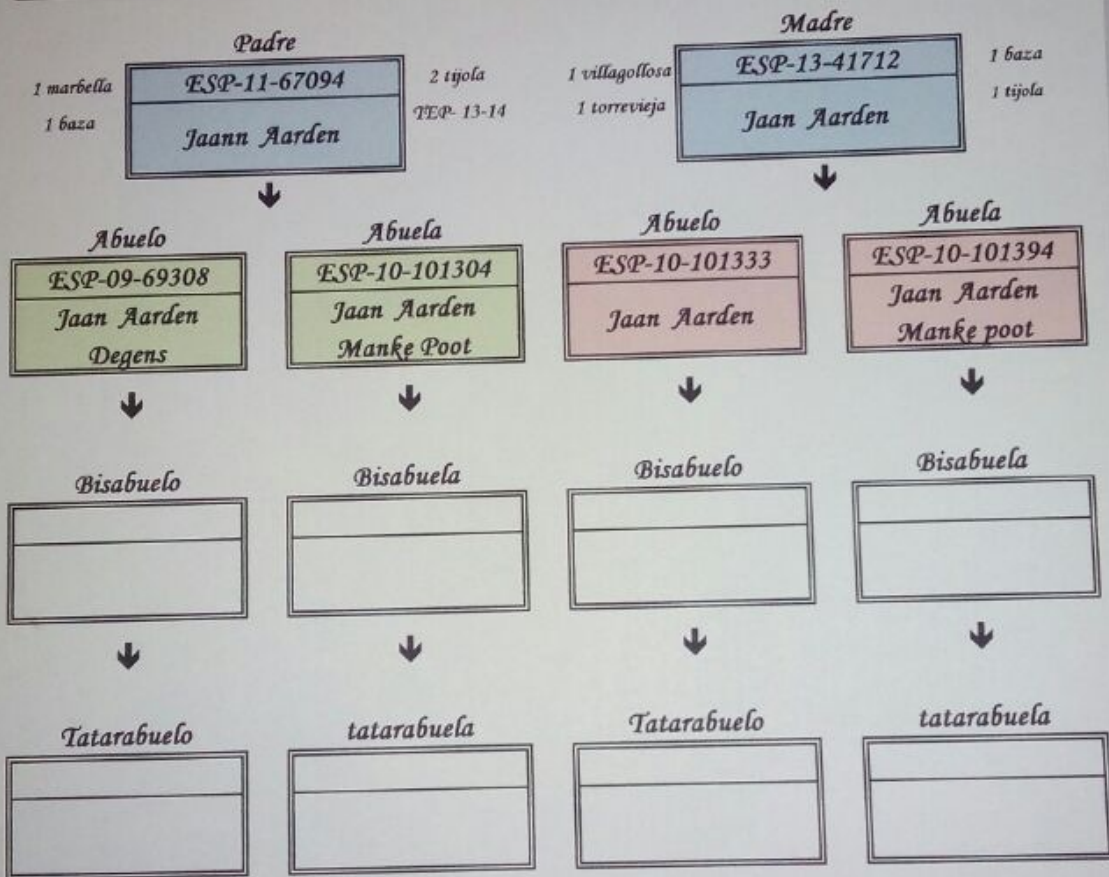 Padre
1 marbella
1 baza
ESP-11-67094
Jaann Aarden
2 tijola
TEP- 13-14
Madre
1 villagollosa
1 torrevieja
ESP-13-41712
Jaan Aarden
1 baza
1 tijola
Abuelo
ESP-09-69308
Jaan Aarden
Degens
Abuela
ESP-10-101304
Jaan Aarden
Manke Poot
Abuelo
ESP-10-101333
Jaan Aarden
Abuela
ESP-10-101394
Jaan Aarden
Manke poot
Bisabuelo
Bisabuela
Bisabuelo
Bisabuela
Tatarabuelo
tatarabuela
Tatarabuelo
tatarabuela